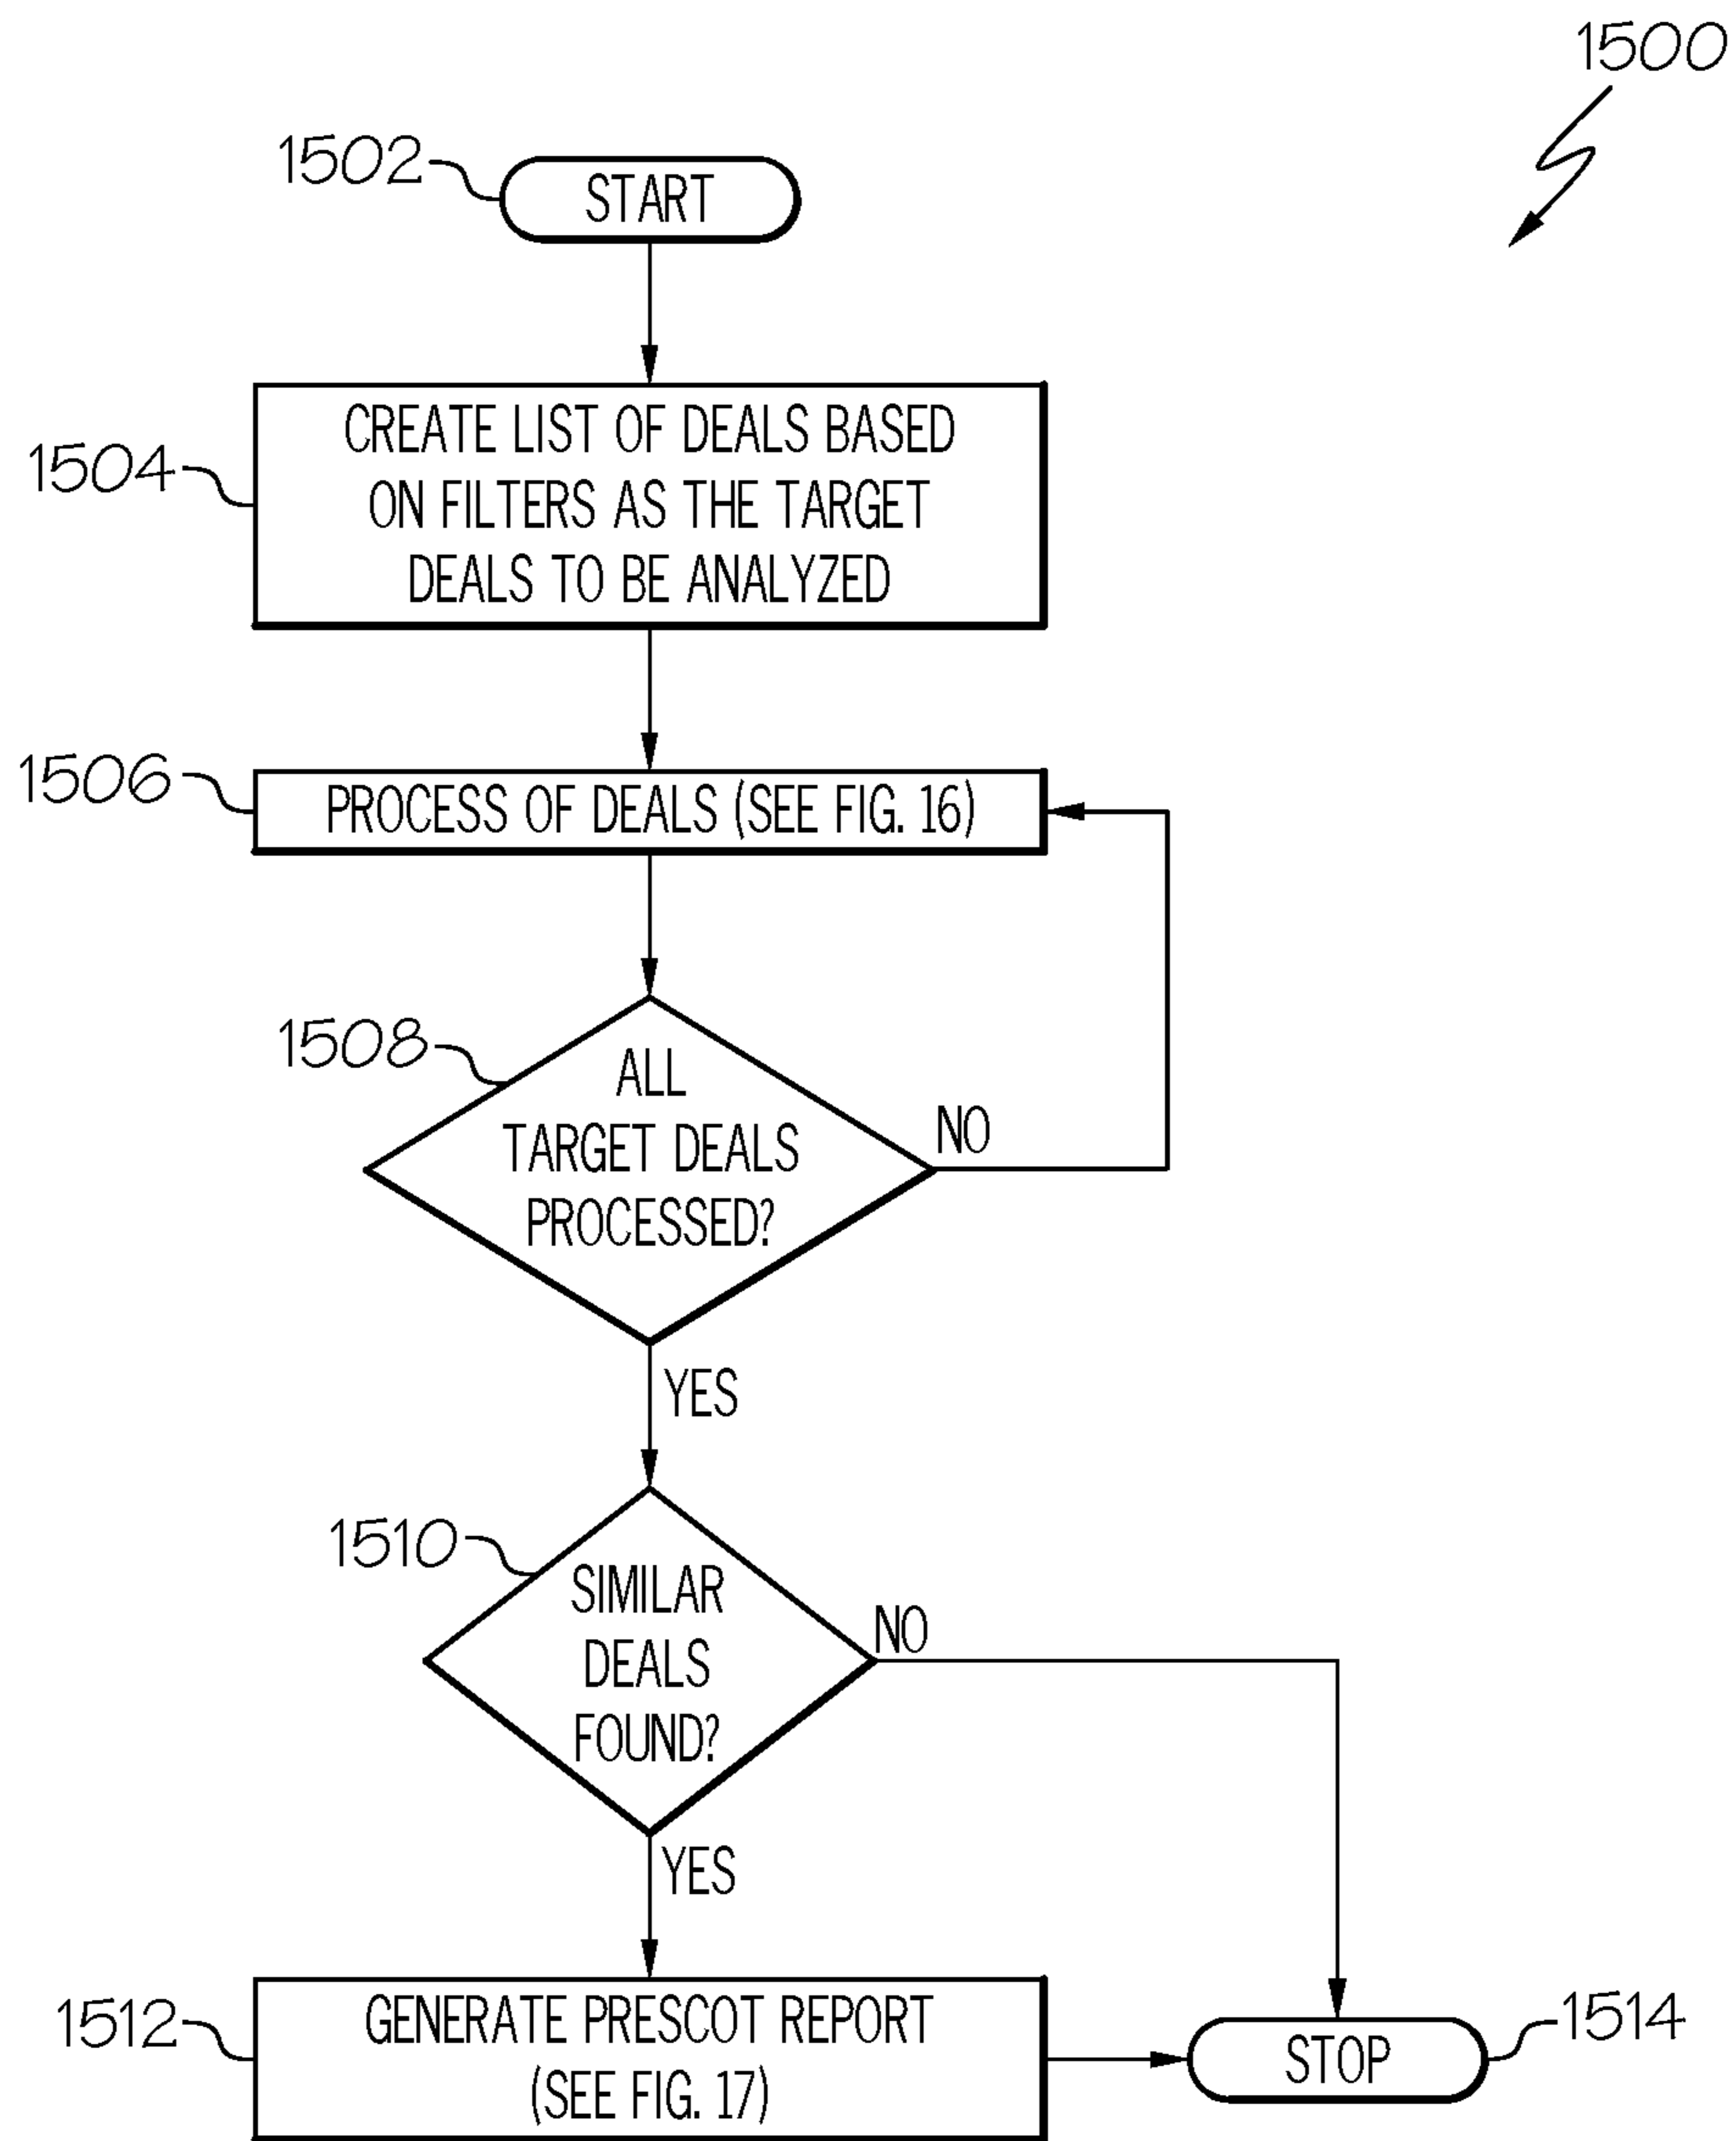 1500
1502
START
1504
CREATE LIST OF DEALS BASED
ON FILTERS AS THE TARGET
DEALS TO BE ANALYZED
1506
PROCESS OF DEALS (SEE FIG. 16)
1508
ALL
TARGET DEALS
PROCESSED?
NO
YES
1510
SIMILAR
DEALS
FOUND?
NO
YES
1512
GENERATE PRESCOT REPORT
(SEE FIG. 17)
STOP
1514